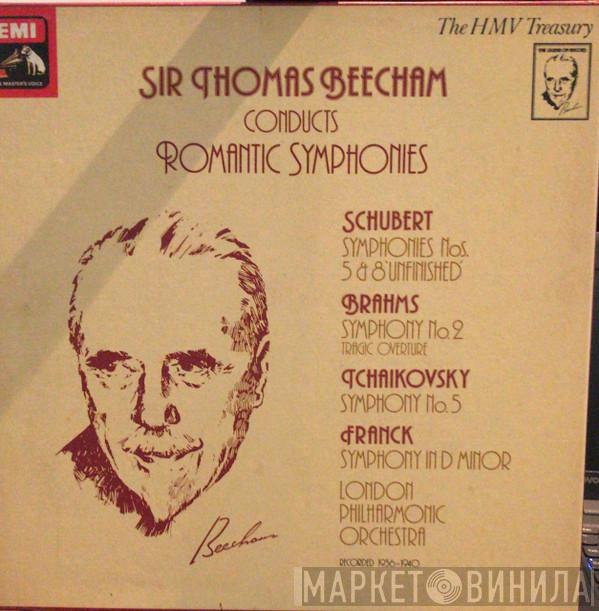 EMI
The HMV Treasury
HIS MASTER'S VOICE
SIR THOMAS BEECHAM
CONDUCTS
ROMANTIC SYMPHONIES
SCHUBERT
SYMPHONIES Nos.
5 & 8 'UNFINISHED'
BRAHMS
SYMPHONY No. 2
TRAGIC OVERTURE
TCHAIKOVSKY
SYMPHONY No. 5
FRANCK
SYMPHONY IN D MINOR
LONDON
PHILHARMONIC
ORCHESTRA
Beecham
RECORDED 1936–1940
МАРКЕТ ВИНИЛА